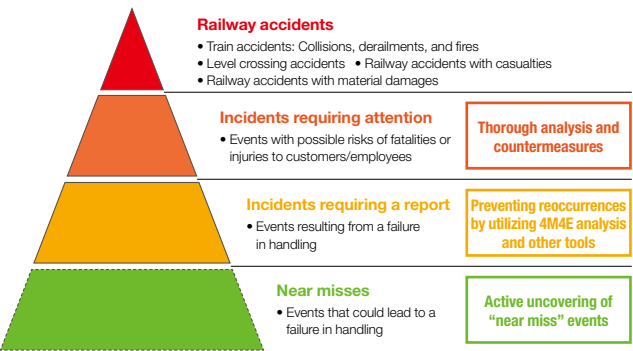 Railway accidents
• Train accidents: Collisions, derailments, and fires
• Level crossing accidents • Railway accidents with casualties
• Railway accidents with material damages
Incidents requiring attention
• Events with possible risks of fatalities or
injuries to customers/employees
Thorough analysis and
countermeasures
Incidents requiring a report
• Events resulting from a failure
in handling
Preventing reoccurrences
by utilizing 4M4E analysis
and other tools
Near misses
• Events that could lead to a
failure in handling
Active uncovering of
“near miss” events